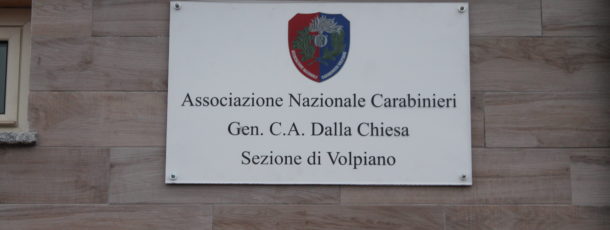 Associazione Nazionale Carabinieri
Gen. C.A. Dalla Chiesa
Sezione di Volpiano